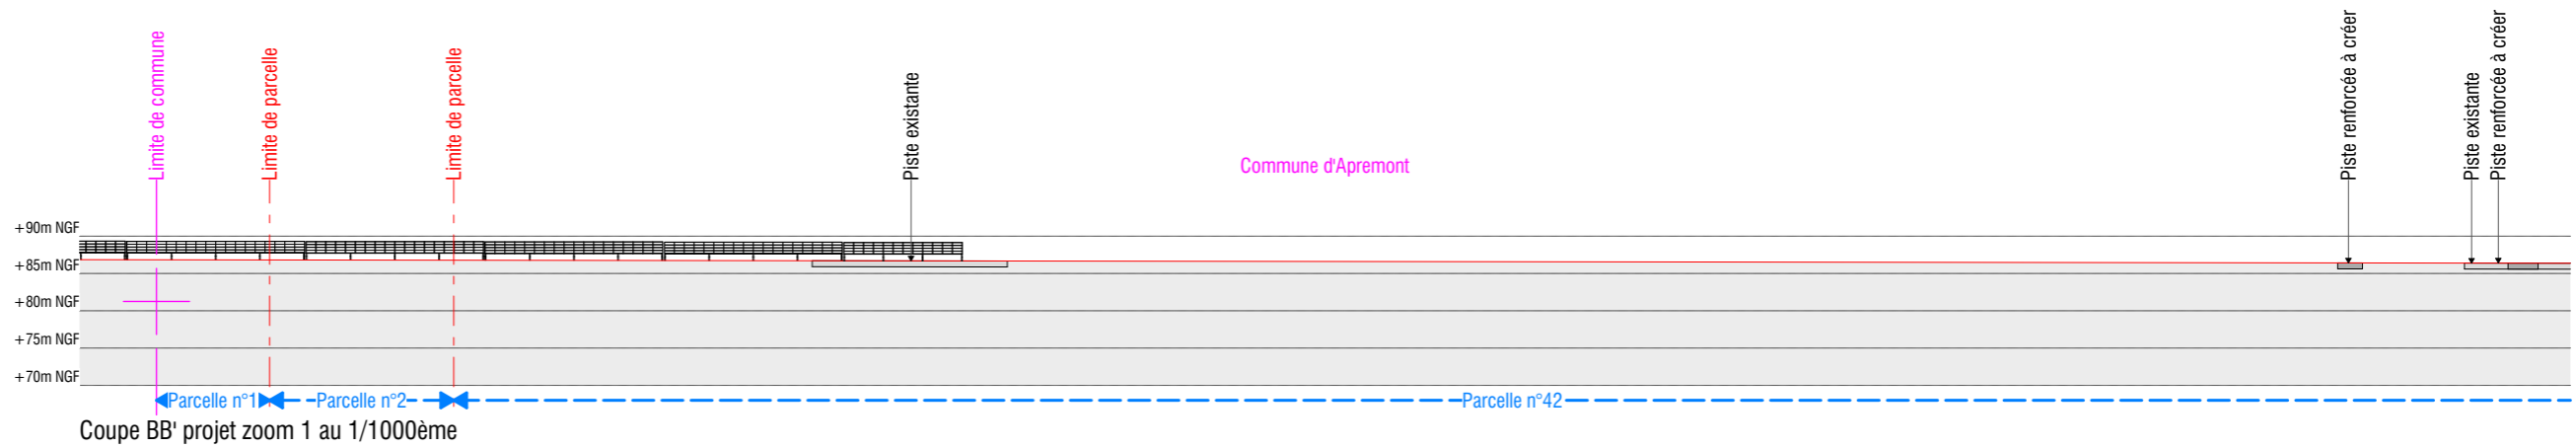 Limite de commune
Limite de parcelle
Limite de parcelle
Piste existante
Commune d'Apremont
Piste renforcée à créer
Piste existante
Piste renforcée à créer
+90m NGF
+85m NGF
+80m NGF
+75m NGF
+70m NGF
Parcelle n°1
Parcelle n°2
Parcelle n°42
Coupe BB' projet zoom 1 au 1/1000ème